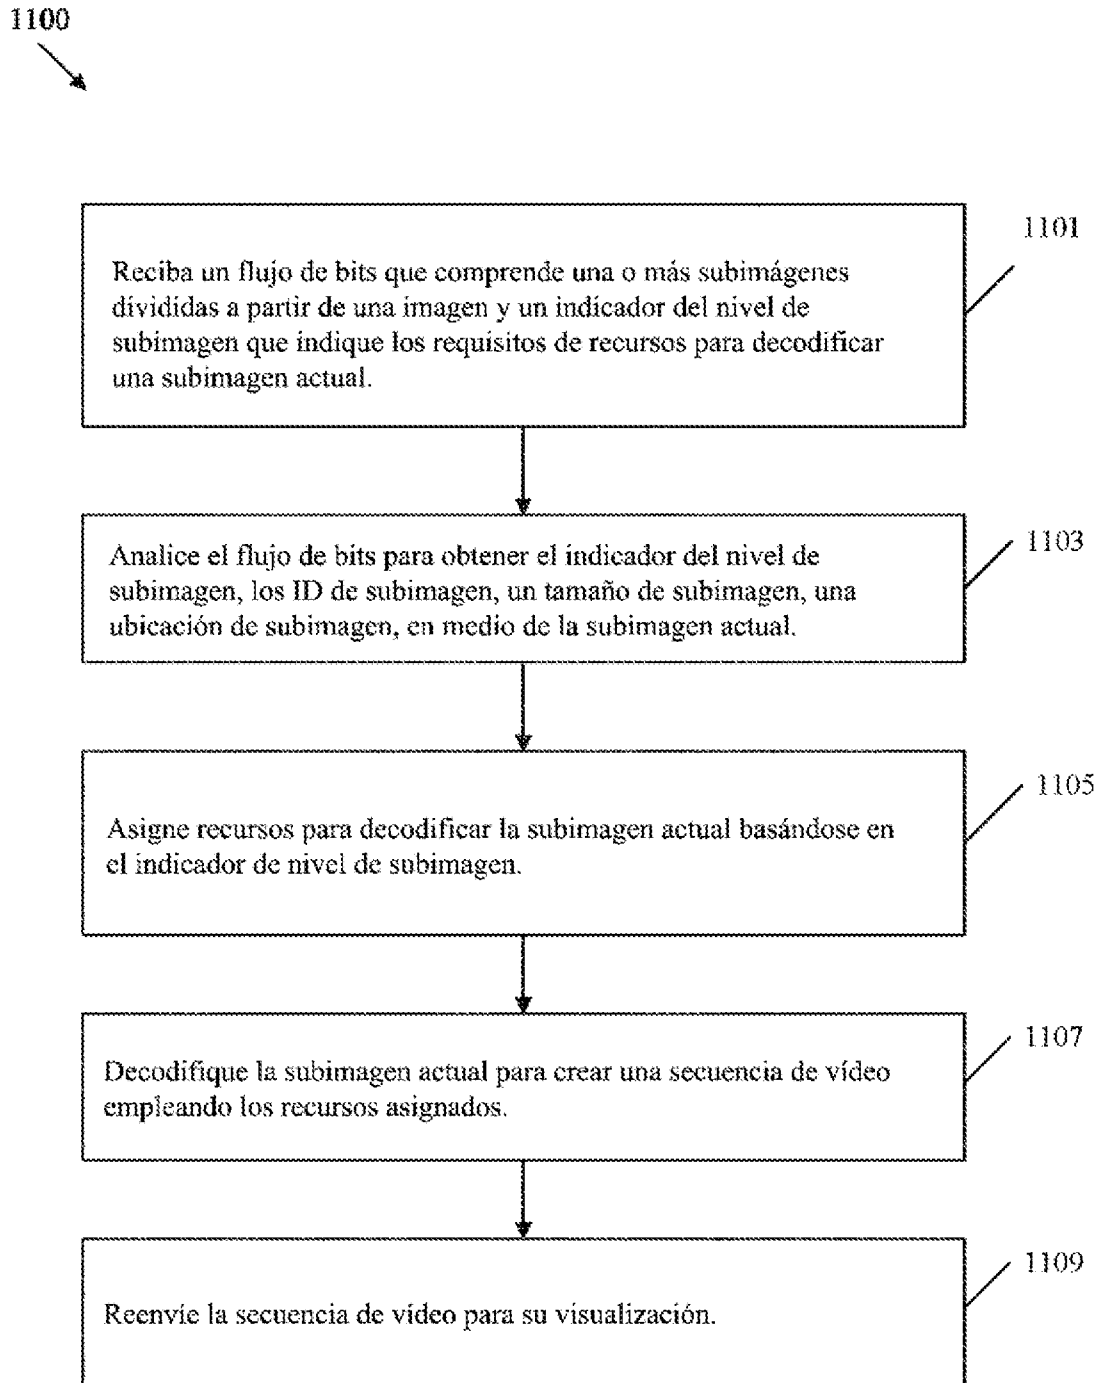 1100
1101
Reciba un flujo de bits que comprende una o más subimágenes
divididas a partir de una imagen y un indicador del nivel de
subimagen que indique los requisitos de recursos para decodificar
una subimagen actual.
1103
Analice el flujo de bits para obtener el indicador del nivel de
subimagen, los ID de subimagen, un tamaño de subimagen, una
ubicación de subimagen, en medio de la subimagen actual.
1105
Asigne recursos para decodificar la subimagen actual basándose en
el indicador de nivel de subimagen.
1107
Decodifique la subimagen actual para crear una secuencia de vídeo
empleando los recursos asignados.
1109
Reenvíe la secuencia de vídeo para su visualización.